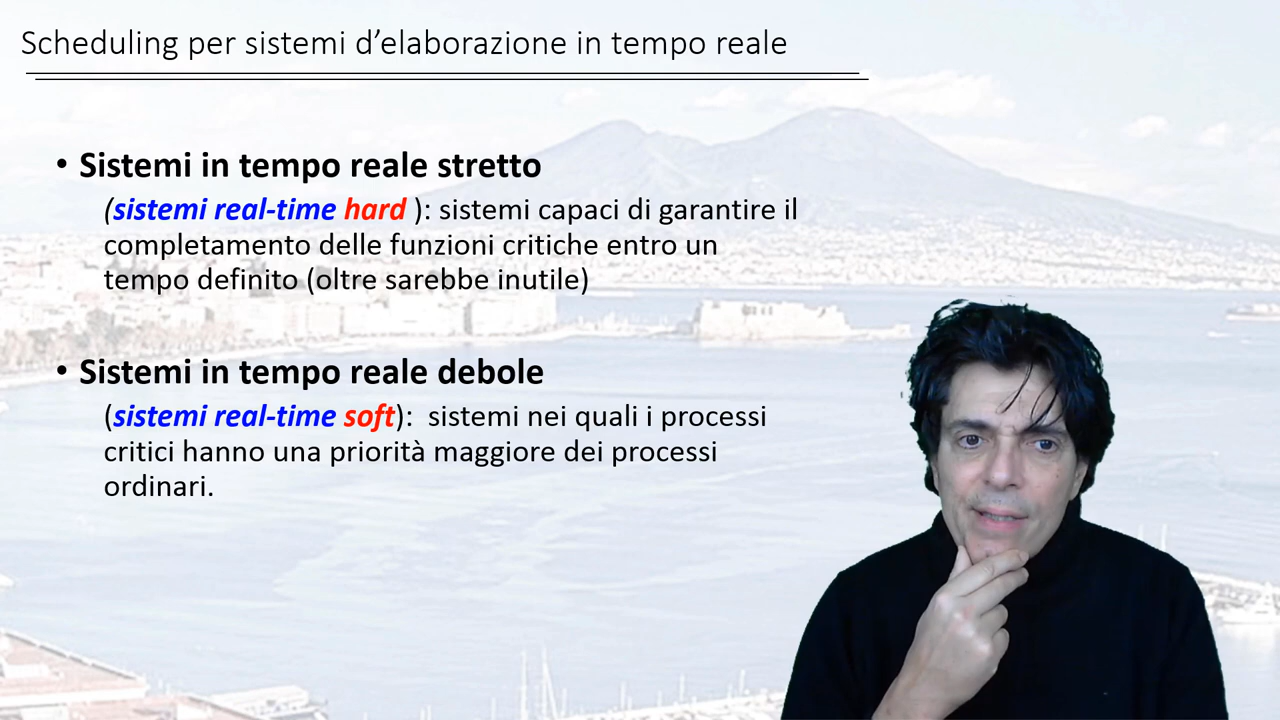 Scheduling per sistemi d’elaborazione in tempo reale
• Sistemi in tempo reale stretto
(sistemi real-time hard ): sistemi capaci di garantire il
completamento delle funzioni critiche entro un
tempo definito (oltre sarebbe inutile)
• Sistemi in tempo reale debole
(sistemi real-time soft):  sistemi nei quali i processi
critici hanno una priorità maggiore dei processi
ordinari.